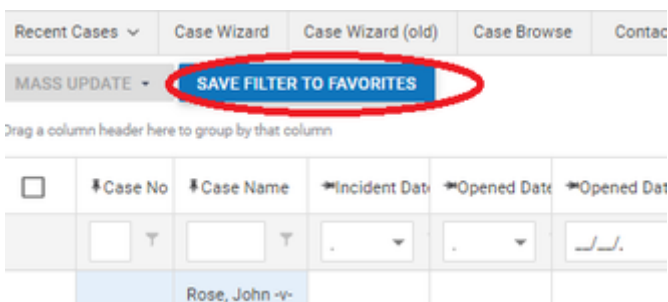 Recent Cases Case Wizard Case Wizard (old) Case Browse Contac
MASS UPDATE SAVE FILTER TO FAVORITES
Drag a column header here to group by that column
Case No Case Name Incident Date Opened Date Opened Dat
. . __/__/.
Rose, John -v-